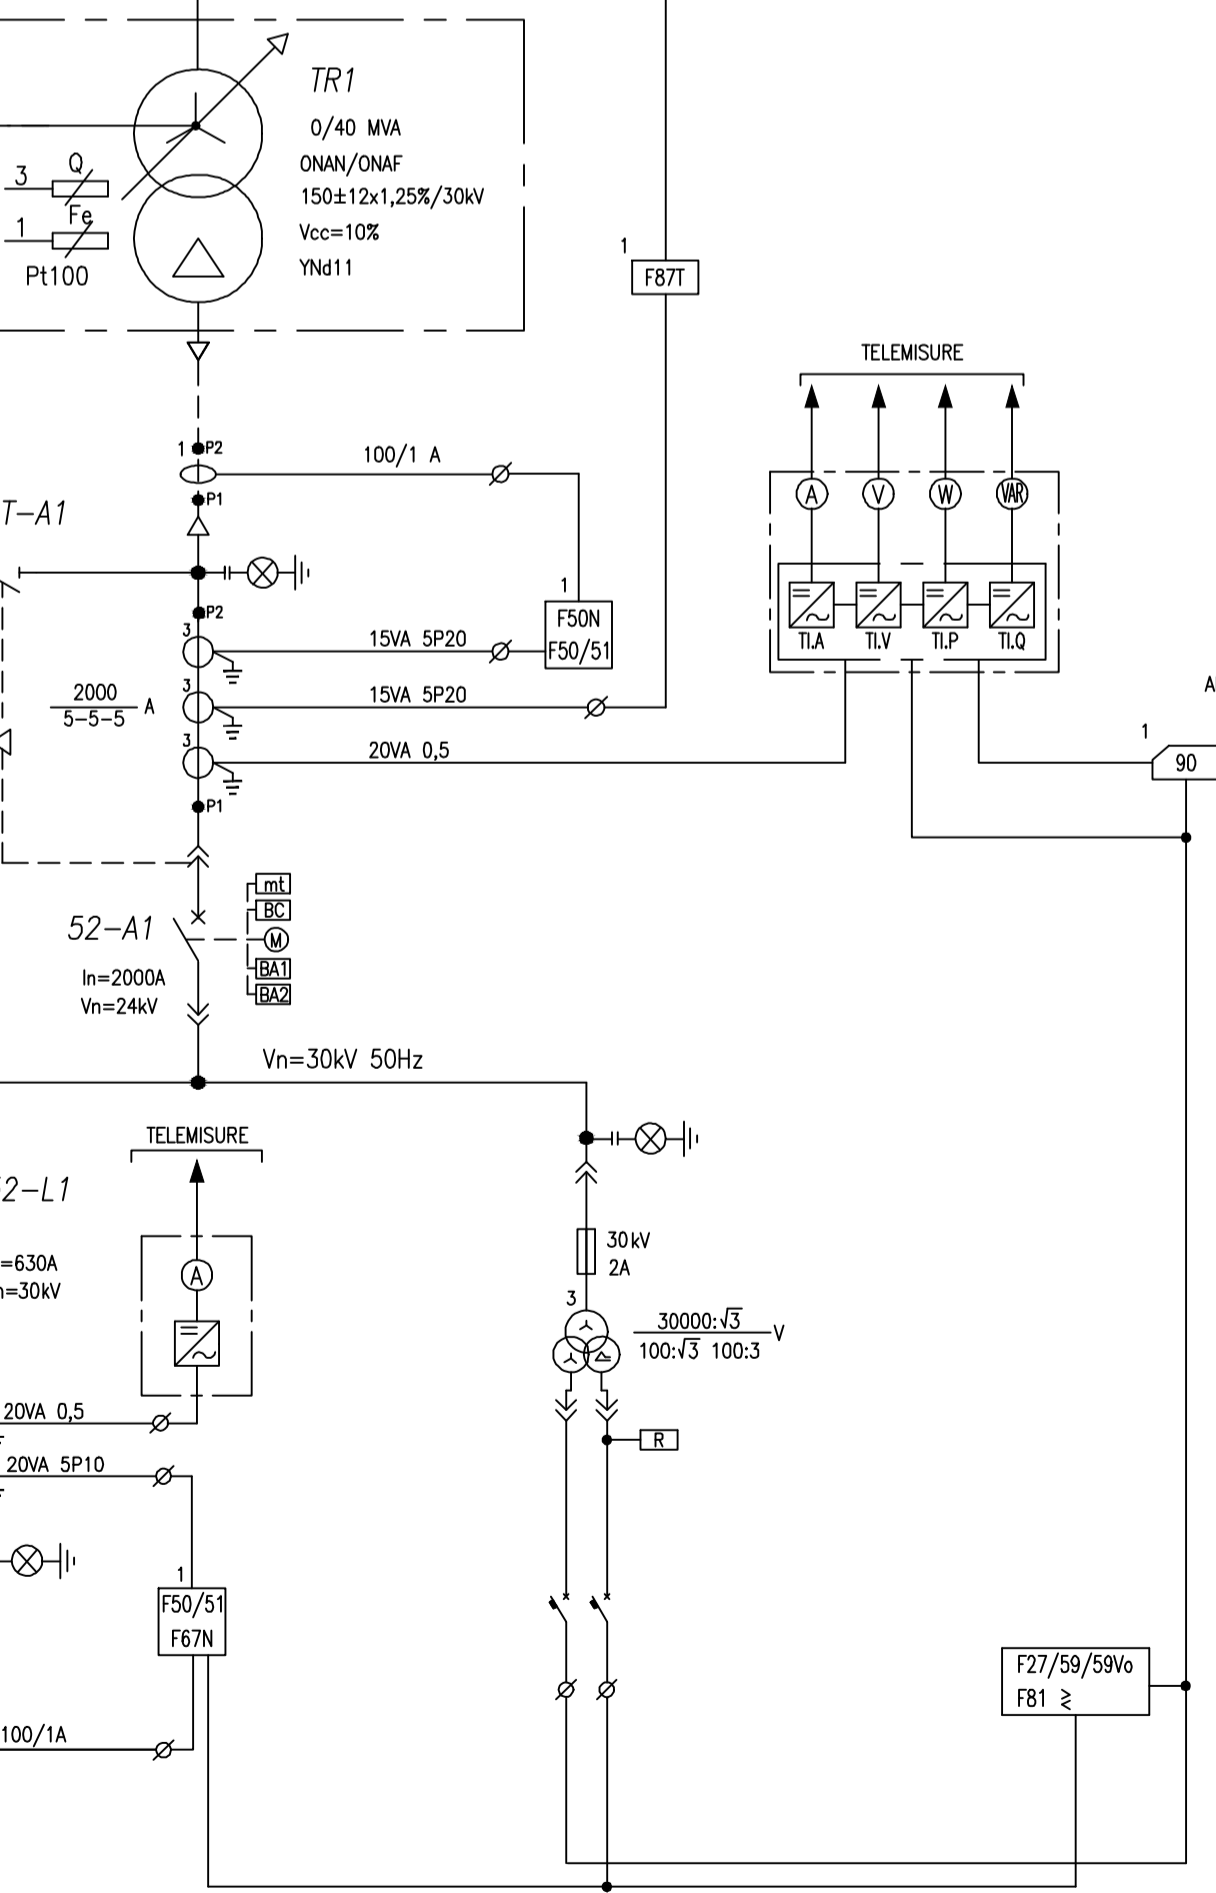 TR1
0/40 MVA
ONAN/ONAF
150±12x1,25%/30kV
Vcc=10%
YNd11
3
Q
1
Fe
Pt100
1
F87T
TELEMISURE
A
V
W
VAR
TI.A
TI.V
TI.P
TI.Q
1
P2
100/1 A
P1
T-A1
P2
1
F50N
F50/51
3
15VA 5P20
2000
5-5-5
A
3
15VA 5P20
3
20VA 0,5
P1
1
90
52-A1
In=2000A
Vn=24kV
mt
BC
M
BA1
BA2
Vn=30kV 50Hz
TELEMISURE
2-L1
=630A
=30kV
A
30kV
2A
3
30000:√3
100:√3 100:3
V
R
20VA 0,5
20VA 5P10
1
F50/51
F67N
100/1A
F27/59/59Vo
F81 ≷